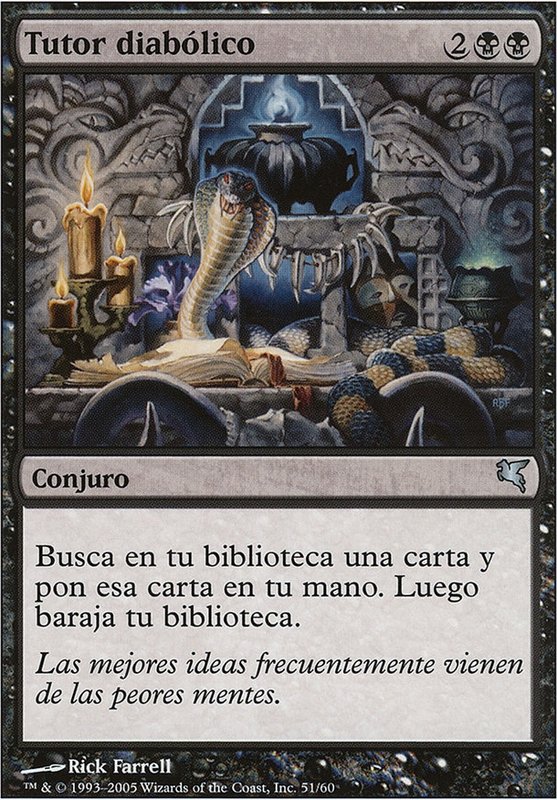 Tutor diabólico
2
Conjuro
Busca en tu biblioteca una carta y
pon esa carta en tu mano. Luego
baraja tu biblioteca.
Las mejores ideas frecuentemente vienen
de las peores mentes.
Rick Farrell
™ & © 1993–2005 Wizards of the Coast, Inc. 51/60